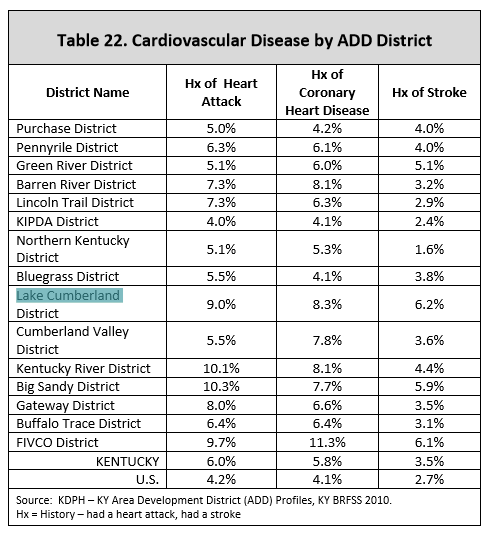 Table 22. Cardiovascular Disease by ADD District
District Name Hx of Heart Attack Hx of Coronary Heart Disease Hx of Stroke
Purchase District 5.0% 4.2% 4.0%
Pennyrile District 6.3% 6.1% 4.0%
Green River District 5.1% 6.0% 5.1%
Barren River District 7.3% 8.1% 3.2%
Lincoln Trail District 7.3% 6.3% 2.9%
KIPDA District 4.0% 4.1% 2.4%
Northern Kentucky District 5.1% 5.3% 1.6%
Bluegrass District 5.5% 4.1% 3.8%
Lake Cumberland District 9.0% 8.3% 6.2%
Cumberland Valley District 5.5% 7.8% 3.6%
Kentucky River District 10.1% 8.1% 4.4%
Big Sandy District 10.3% 7.7% 5.9%
Gateway District 8.0% 6.6% 3.5%
Buffalo Trace District 6.4% 6.4% 3.1%
FIVCO District 9.7% 11.3% 6.1%
KENTUCKY 6.0% 5.8% 3.5%
U.S. 4.2% 4.1% 2.7%
Source: KDPH – KY Area Development District (ADD) Profiles, KY BRFSS 2010.
Hx = History – had a heart attack, had a stroke